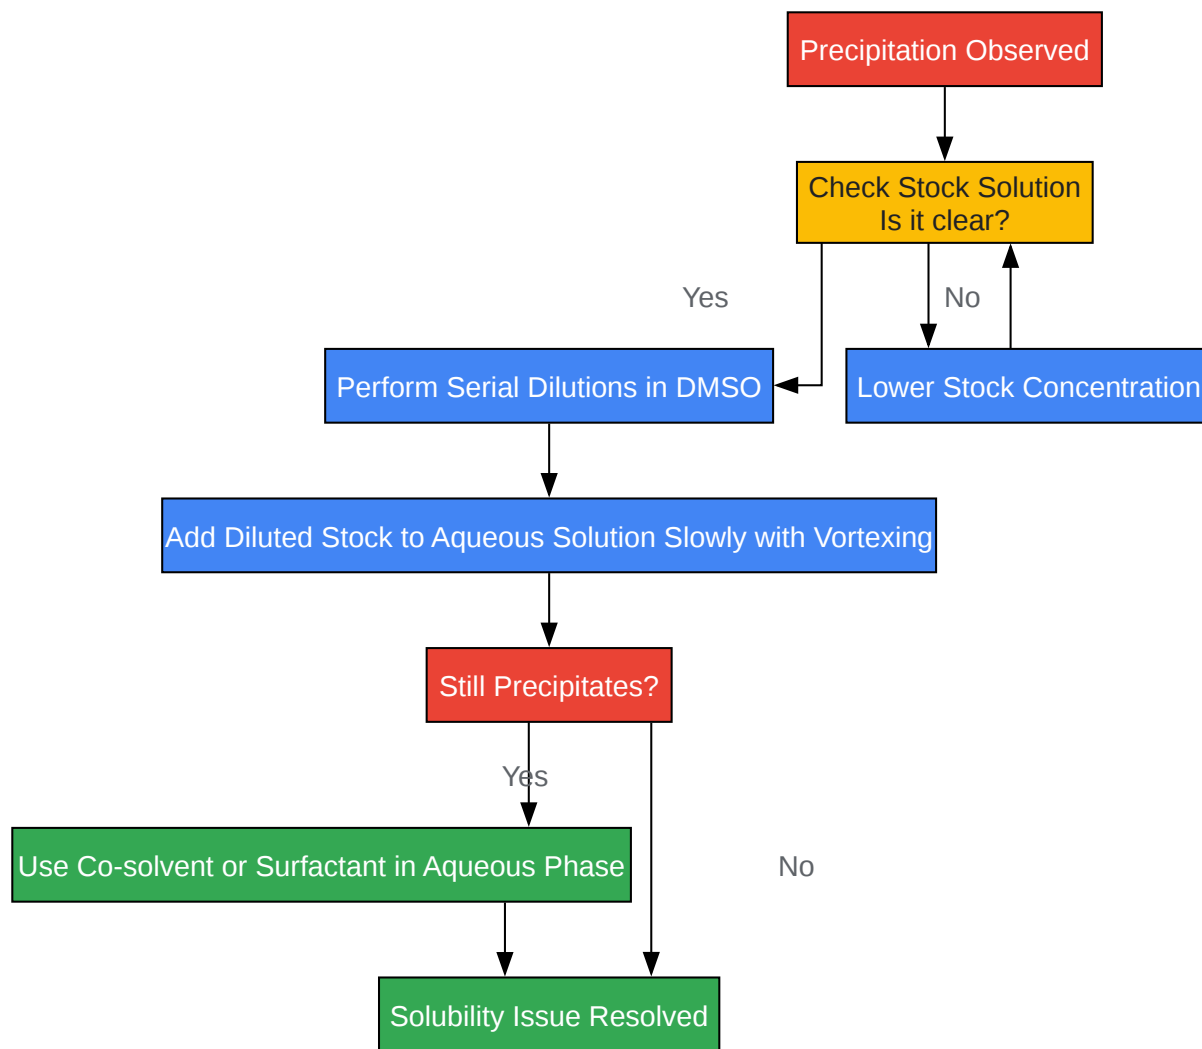 Precipitation Observed
Check Stock Solution
Is it clear?
Yes
No
Perform Serial Dilutions in DMSO
Lower Stock Concentration
Add Diluted Stock to Aqueous Solution Slowly with Vortexing
Still Precipitates?
Yes
Use Co-solvent or Surfactant in Aqueous Phase
No
Solubility Issue Resolved